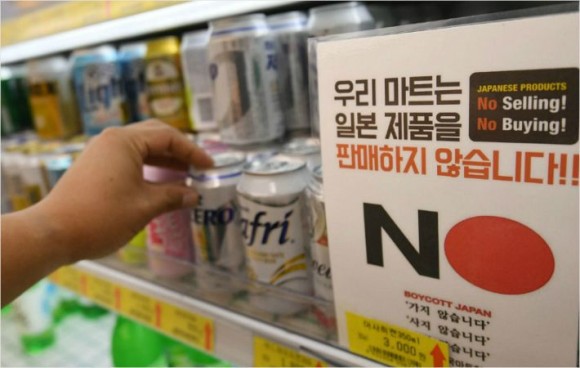 우리 마트는
일본 제품을
판매하지 않습니다!!
JAPANESE PRODUCTS
No Selling!
No Buying!
NO
BOYCOTT JAPAN
'가지 않습니다'
'사지 않습니다'
Light
ZERO
afri
3,000